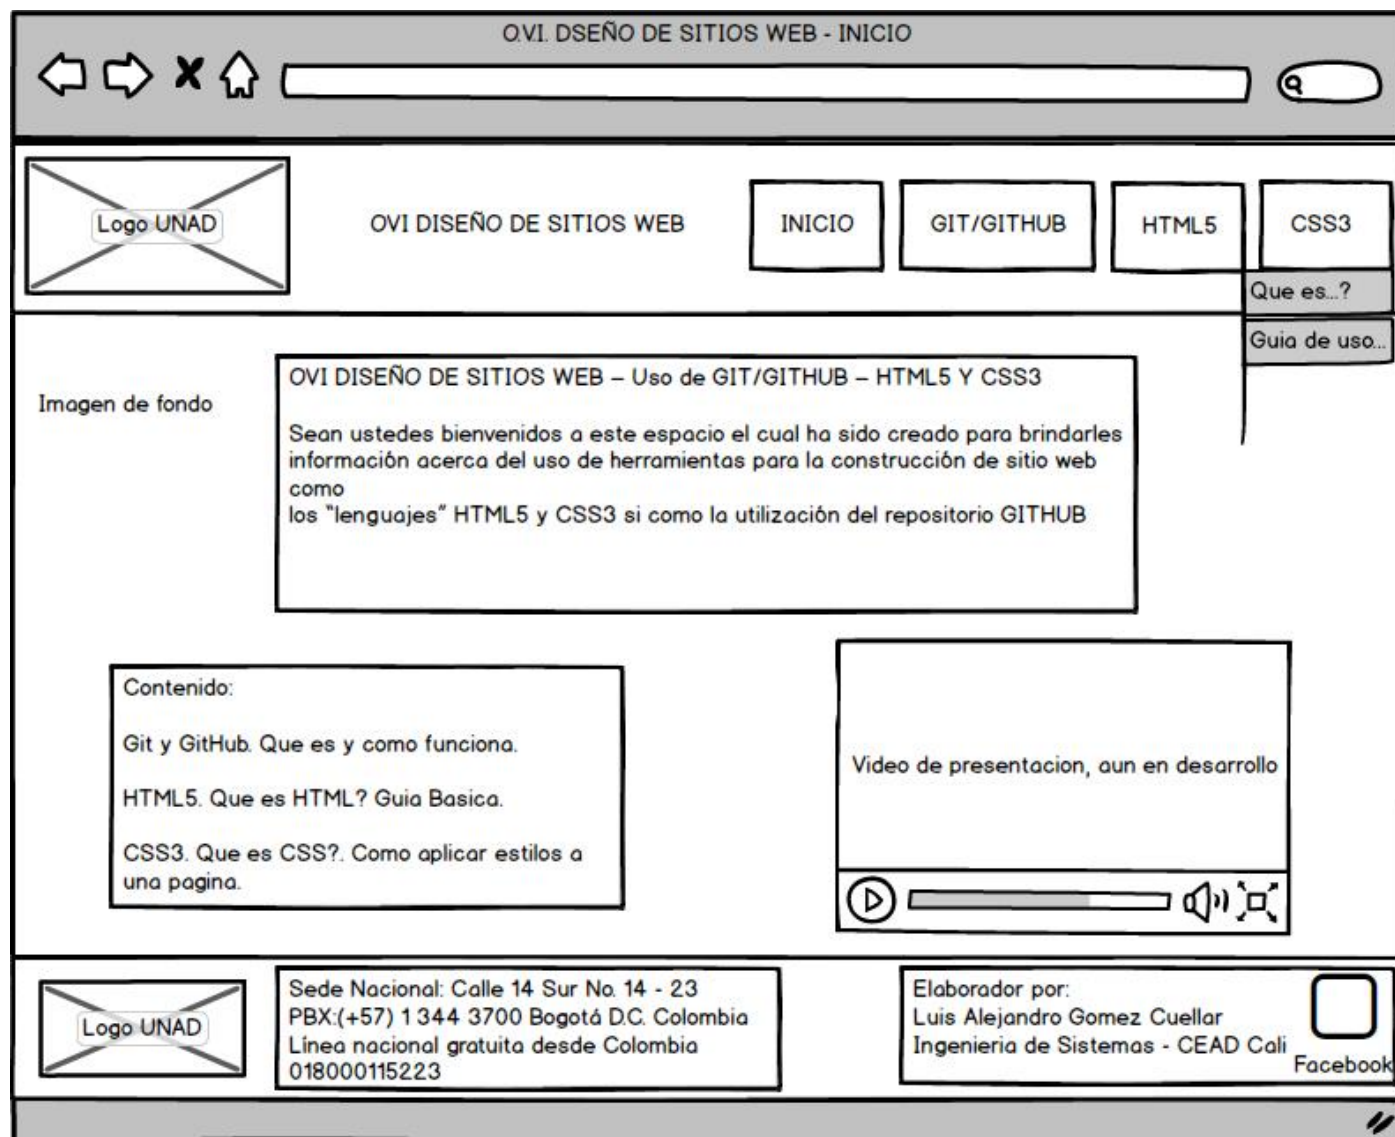 O.V.I. DSEÑO DE SITIOS WEB - INICIO
Logo UNAD
OVI DISEÑO DE SITIOS WEB
INICIO
GIT/GITHUB
HTML5
CSS3
Que es...?
Guia de uso...
Imagen de fondo
OVI DISEÑO DE SITIOS WEB – Uso de GIT/GITHUB – HTML5 Y CSS3
Sean ustedes bienvenidos a este espacio el cual ha sido creado para brindarles
información acerca del uso de herramientas para la construcción de sitio web
como
los “lenguajes” HTML5 y CSS3 si como la utilización del repositorio GITHUB
Contenido:
Git y GitHub. Que es y como funciona.
HTML5. Que es HTML? Guia Basica.
CSS3. Que es CSS?. Como aplicar estilos a
una pagina.
Video de presentacion, aun en desarrollo
Logo UNAD
Sede Nacional: Calle 14 Sur No. 14 - 23
PBX:(+57) 1 344 3700 Bogotá D.C. Colombia
Línea nacional gratuita desde Colombia
018000115223
Elaborador por:
Luis Alejandro Gomez Cuellar
Ingenieria de Sistemas - CEAD Cali
Facebook